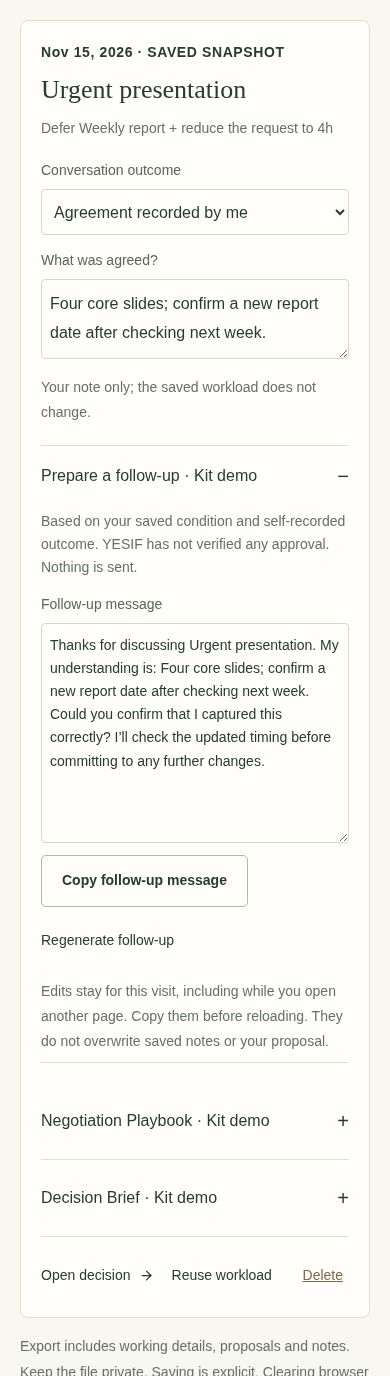 Nov 15, 2026 · SAVED SNAPSHOT
Urgent presentation
Defer Weekly report + reduce the request to 4h
Conversation outcome
Agreement recorded by me
What was agreed?
Four core slides; confirm a new report
date after checking next week.
Your note only; the saved workload does not
change.
Prepare a follow-up · Kit demo −
Based on your saved condition and self-recorded
outcome. YESIF has not verified any approval.
Nothing is sent.
Follow-up message
Thanks for discussing Urgent presentation. My
understanding is: Four core slides; confirm a
new report date after checking next week.
Could you confirm that I captured this
correctly? I’ll check the updated timing before
committing to any further changes.
Copy follow-up message
Regenerate follow-up
Edits stay for this visit, including while you open
another page. Copy them before reloading. They
do not overwrite saved notes or your proposal.
Negotiation Playbook · Kit demo +
Decision Brief · Kit demo +
Open decision → Reuse workload Delete
Export includes working details, proposals and notes.
Keep the file private. Saving is explicit. Clearing browser